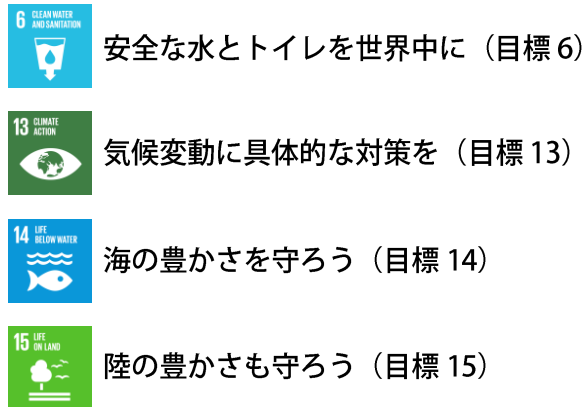 6 CLEAN WATER
AND SANITATION
安全な水とトイレを世界中に（目標 6）
13 CLIMATE
ACTION
気候変動に具体的な対策を（目標 13）
14 LIFE
BELOW WATER
海の豊かさを守ろう（目標 14）
15 LIFE
ON LAND
陸の豊かさも守ろう（目標 15）